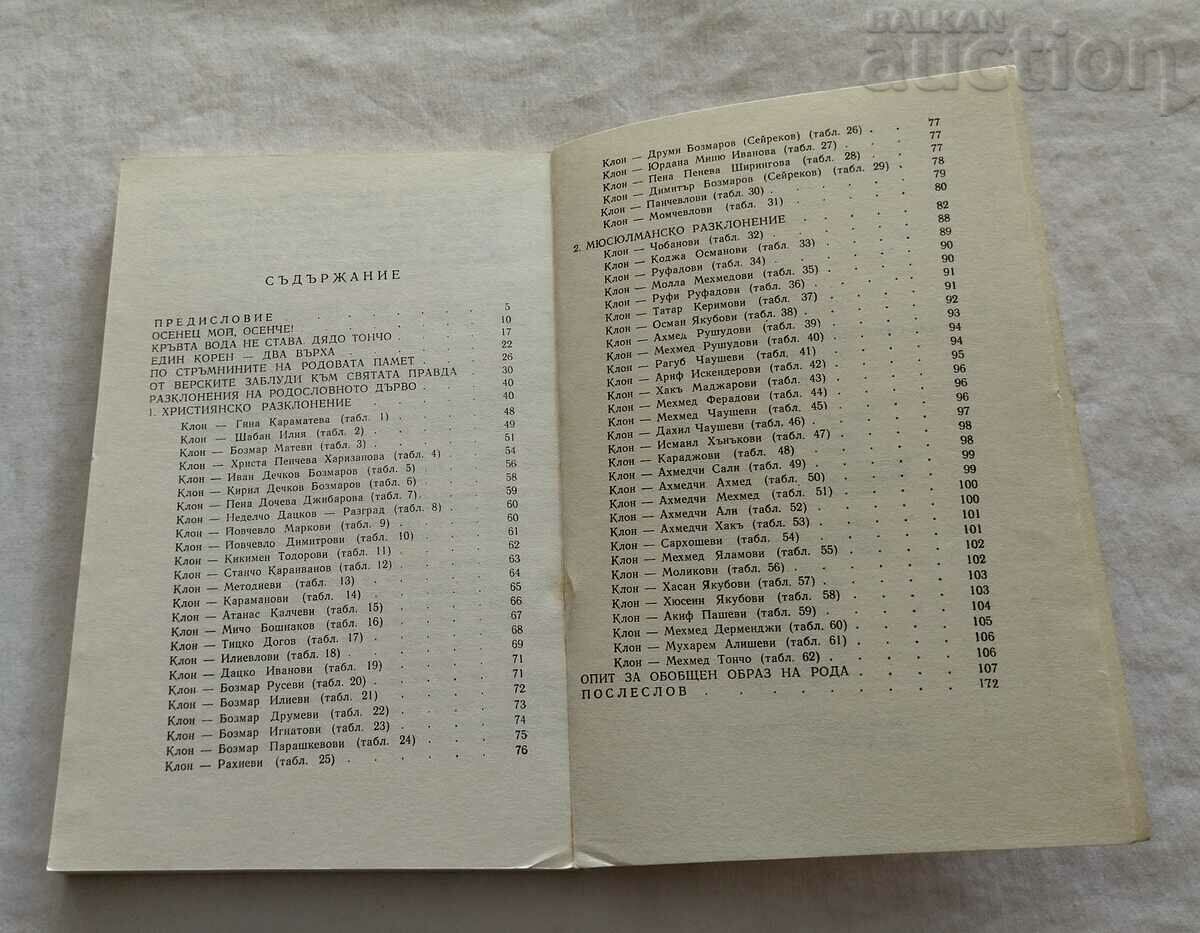 BALKAN
auction
СЪДЪРЖАНИЕ
ПРЕДИСЛОВИЕ . . . . . 5
ОСЕНЕЦ МОЙ, ОСЕНЧЕ! . . . . . 10
КРЪВТА ВОДА НЕ СТАВА. ДЯДО ТОНЧО . . . . 17
ЕДИН КОРЕН — ДВА ВЪРХА . . . . . 22
ПО СТРЪМНИНИТЕ НА РОДОВАТА ПАМЕТ . . . 26
ОТ ВЕРСКИТЕ ЗАБЛУДИ КЪМ СВЯТАТА ПРАВДА . . 30
РАЗКЛОНЕНИЯ НА РОДОСЛОВНОТО ДЪРВО . . . 40
1. ХРИСТИЯНСКО РАЗКЛОНЕНИЕ . . . . 40
Клон — Гина Караматева (табл. 1) . . . . 48
Клон — Шабан Илия (табл. 2) . . . . 49
Клон — Бозмар Матеви (табл. 3) . . . . 51
Клон — Христа Пенчева Харизанова (табл. 4) . . . 54
Клон — Иван Дечков Бозмаров (табл. 5) . . . 56
Клон — Кирил Дечков Бозмаров (табл. 6) . . . 58
Клон — Пена Дочева Джибарова (табл. 7) . . . 59
Клон — Неделчо Дацков — Разград (табл. 8) . . . 60
Клон — Йовчевло Маркови (табл. 9) . . . . 60
Клон — Йовчевло Димитрови (табл. 10) . . . 61
Клон — Кикимен Тодорови (табл. 11) . . . . 62
Клон — Станчо Караиванов (табл. 12) . . . . 63
Клон — Методиеви (табл. 13) . . . . 64
Клон — Караманови (табл. 14) . . . . 65
Клон — Атанас Калчеви (табл. 15) . . . . 66
Клон — Мичо Бошнаков (табл. 16) . . . . 67
Клон — Тицко Догов (табл. 17) . . . . 68
Клон — Илиевлови (табл. 18) . . . . 69
Клон — Дацко Иванови (табл. 19) . . . . 71
Клон — Бозмар Русеви (табл. 20) . . . . 71
Клон — Бозмар Илиеви (табл. 21) . . . . 72
Клон — Бозмар Друмеви (табл. 22) . . . . 73
Клон — Бозмар Игнатови (табл. 23) . . . . 74
Клон — Бозмар Парашкевови (табл. 24) . . . 75
Клон — Рахиеви (табл. 25) . . . . . 76
Клон — Друми Бозмаров (Сейреков) (табл. 26) . . . 77
Клон — Юрдана Миню Иванова (табл. 27) . . . 77
Клон — Пена Пенева Ширингова (табл. 28) . . . 77
Клон — Димитър Бозмаров (Сейреков) (табл. 29) . . 78
Клон — Панчевлови (табл. 30) . . . . 79
Клон — Момчевлови (табл. 31) . . . . 80
2. МЮСЮЛМАНСКО РАЗКЛОНЕНИЕ . . . . 82
Клон — Чобанови (табл. 32) . . . . 88
Клон — Коджа Османови (табл. 33) . . . . 89
Клон — Руфадови (табл. 34) . . . . 90
Клон — Молла Мехмедови (табл. 35) . . . . 90
Клон — Руфи Руфадови (табл. 36) . . . . 91
Клон — Татар Керимови (табл. 37) . . . . 91
Клон — Осман Якубови (табл. 38) . . . . 92
Клон — Ахмед Рушудови (табл. 39) . . . . 93
Клон — Мехмед Рушудови (табл. 40) . . . . 94
Клон — Рагуб Чаушеви (табл. 41) . . . . 94
Клон — Ариф Искендерови (табл. 42) . . . . 95
Клон — Хакъ Маджарови (табл. 43) . . . . 96
Клон — Мехмед Ферадови (табл. 44) . . . . 96
Клон — Мехмед Чаушеви (табл. 45) . . . . 96
Клон — Дахил Чаушеви (табл. 46) . . . . 97
Клон — Исмаил Хънъкови (табл. 47) . . . . 98
Клон — Караджови (табл. 48) . . . . 98
Клон — Ахмедчи Сали (табл. 49) . . . . 99
Клон — Ахмедчи Ахмед (табл. 50) . . . . 99
Клон — Ахмедчи Мехмед (табл. 51) . . . . 100
Клон — Ахмедчи Али (табл. 52) . . . . 100
Клон — Ахмедчи Хакъ (табл. 53) . . . . 101
Клон — Сархошеви (табл. 54) . . . . 101
Клон — Мехмед Яламови (табл. 55) . . . . 102
Клон — Моликови (табл. 56) . . . . 102
Клон — Хасан Якубови (табл. 57) . . . . 103
Клон — Хюсеин Якубови (табл. 58) . . . . 103
Клон — Акиф Пашеви (табл. 59) . . . . 104
Клон — Мехмед Дерменджи (табл. 60) . . . . 105
Клон — Мухарем Алишеви (табл. 61) . . . . 106
Клон — Мехмед Тончо (табл. 62) . . . . 106
ОПИТ ЗА ОБОБЩЕН ОБРАЗ НА РОДА . . . . 107
ПОСЛЕСЛОВ . . . . . . . 172